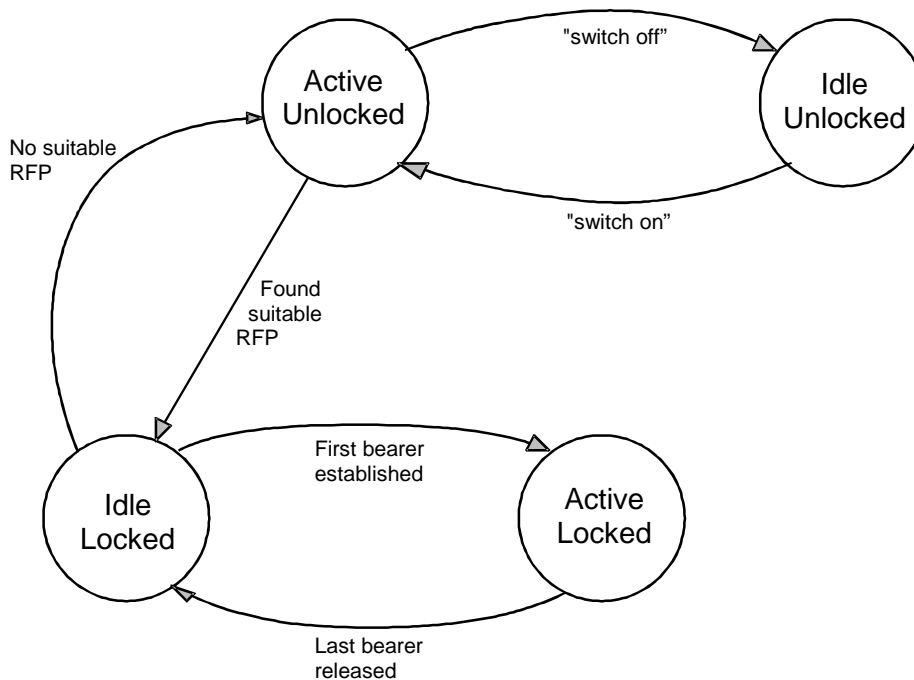 "switch off”
Active
Unlocked
Idle
Unlocked
No suitable
RFP
"switch on”
Found
suitable
RFP
First bearer
established
Idle
Locked
Active
Locked
Last bearer
released